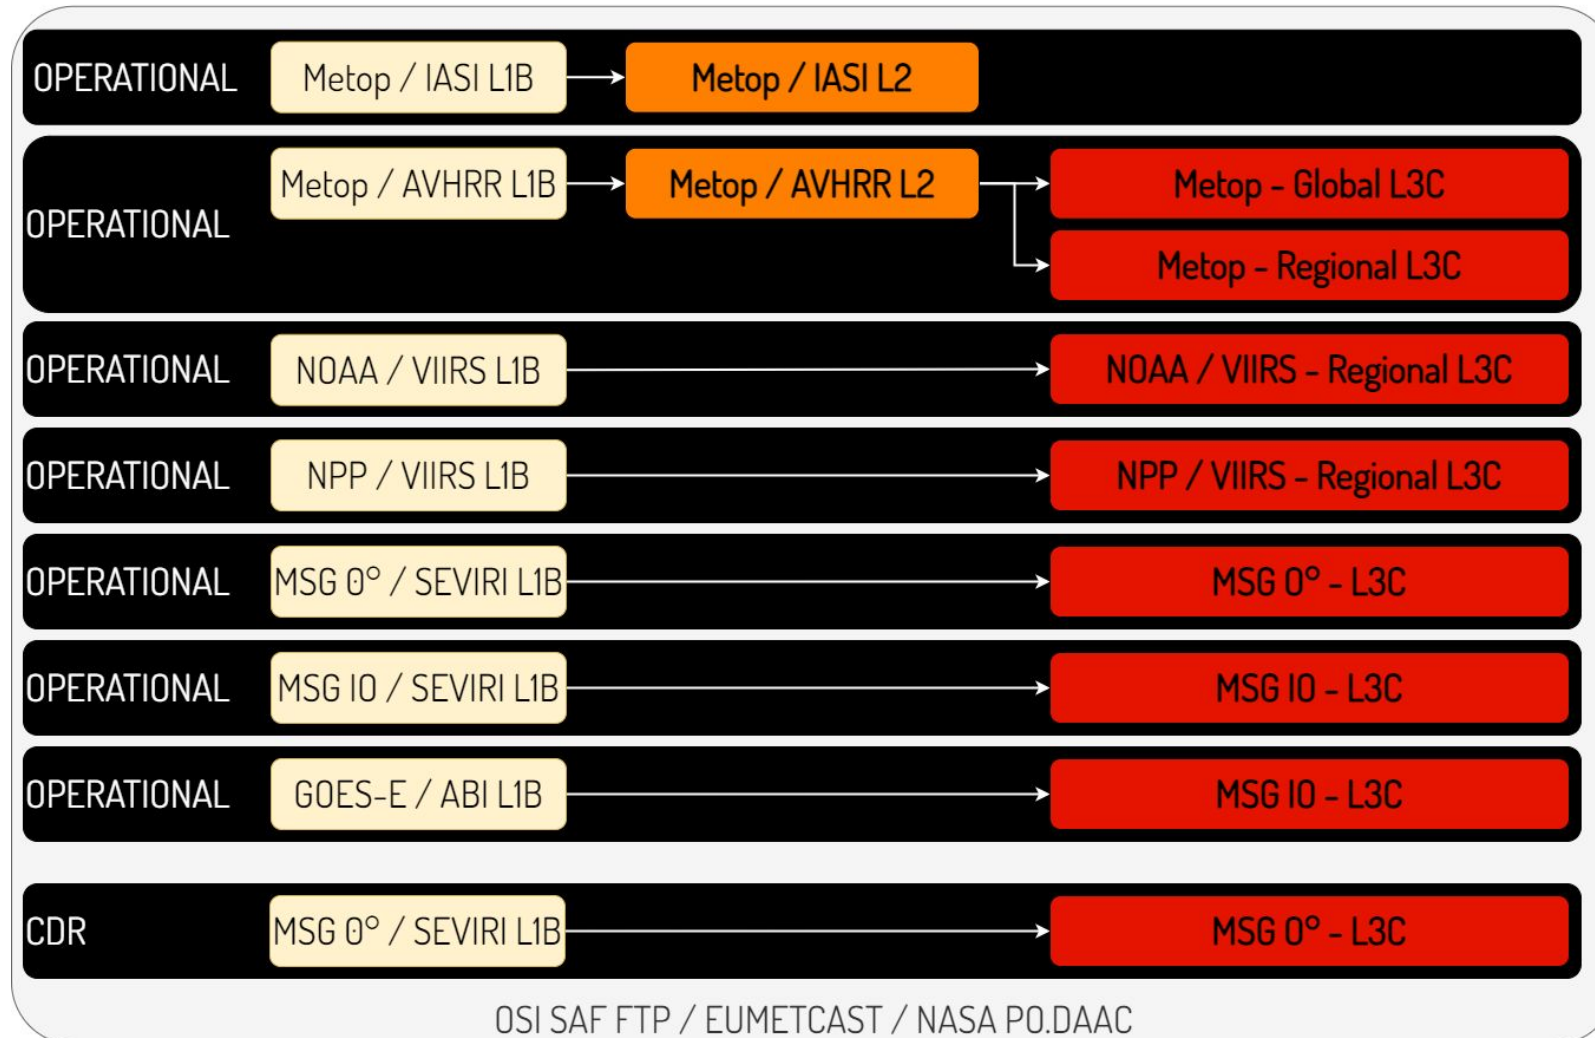 OPERATIONAL Metop / IASI L1B Metop / IASI L2
Metop / AVHRR L1B Metop / AVHRR L2 Metop - Global L3C
OPERATIONAL
Metop - Regional L3C
OPERATIONAL NOAA / VIIRS L1B NOAA / VIIRS - Regional L3C
OPERATIONAL NPP / VIIRS L1B NPP / VIIRS - Regional L3C
OPERATIONAL MSG 0° / SEVIRI L1B MSG 0° - L3C
OPERATIONAL MSG IO / SEVIRI L1B MSG IO - L3C
OPERATIONAL GOES-E / ABI L1B MSG IO - L3C
CDR MSG 0° / SEVIRI L1B MSG 0° - L3C
OSI SAF FTP / EUMETCAST / NASA PO.DAAC